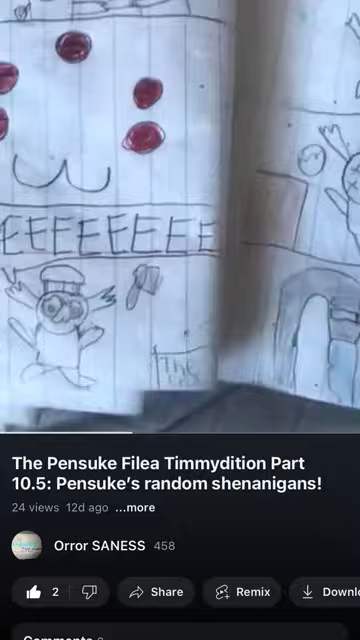 EEFEEEEEEE
THE
The Pensuke Filea Timmydition Part
10.5: Pensuke’s random shenanigans!
24 views 12d ago ...more
Orror SANESS 458
2 Share Remix